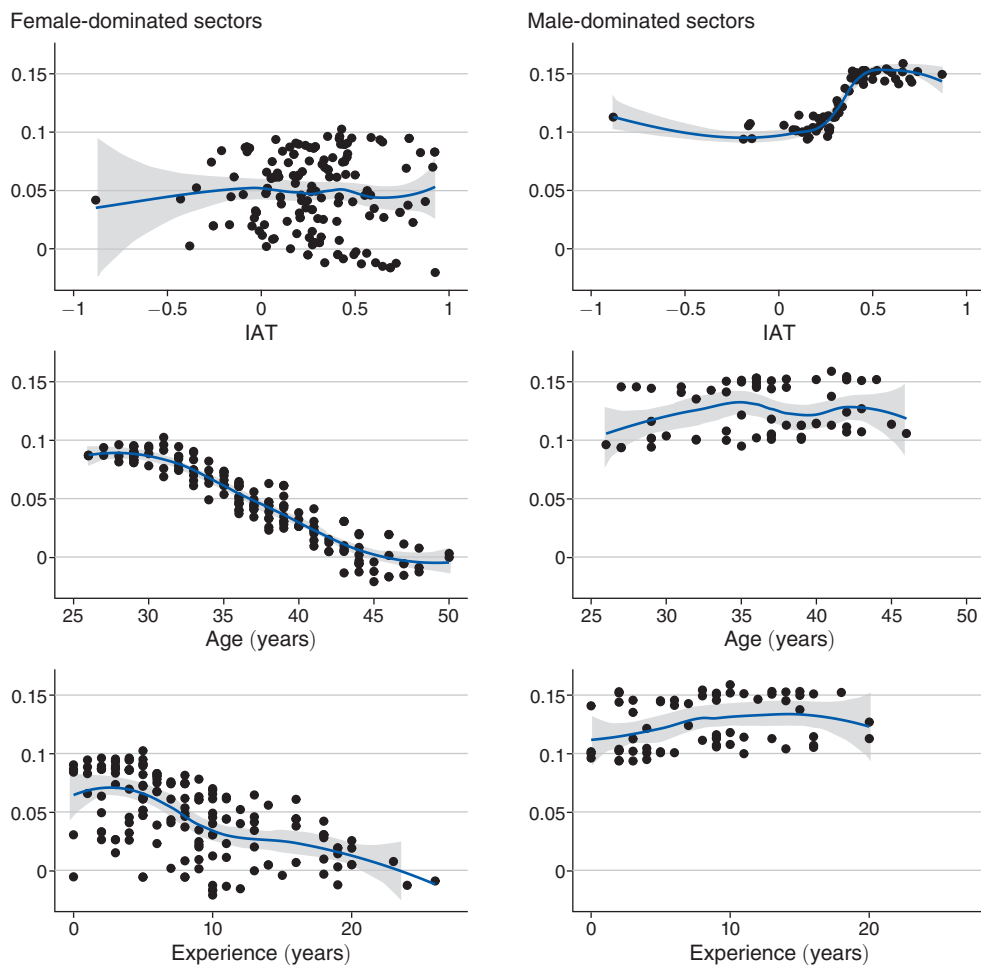 Female-dominated sectors
Male-dominated sectors
0.15
0.1
0.05
0
−1 −0.5 0 0.5 1
IAT
0.15
0.1
0.05
0
−1 −0.5 0 0.5 1
IAT
0.15
0.1
0.05
0
25 30 35 40 45 50
Age (years)
0.15
0.1
0.05
0
25 30 35 40 45 50
Age (years)
0.15
0.1
0.05
0
0 10 20
Experience (years)
0.15
0.1
0.05
0
0 10 20
Experience (years)